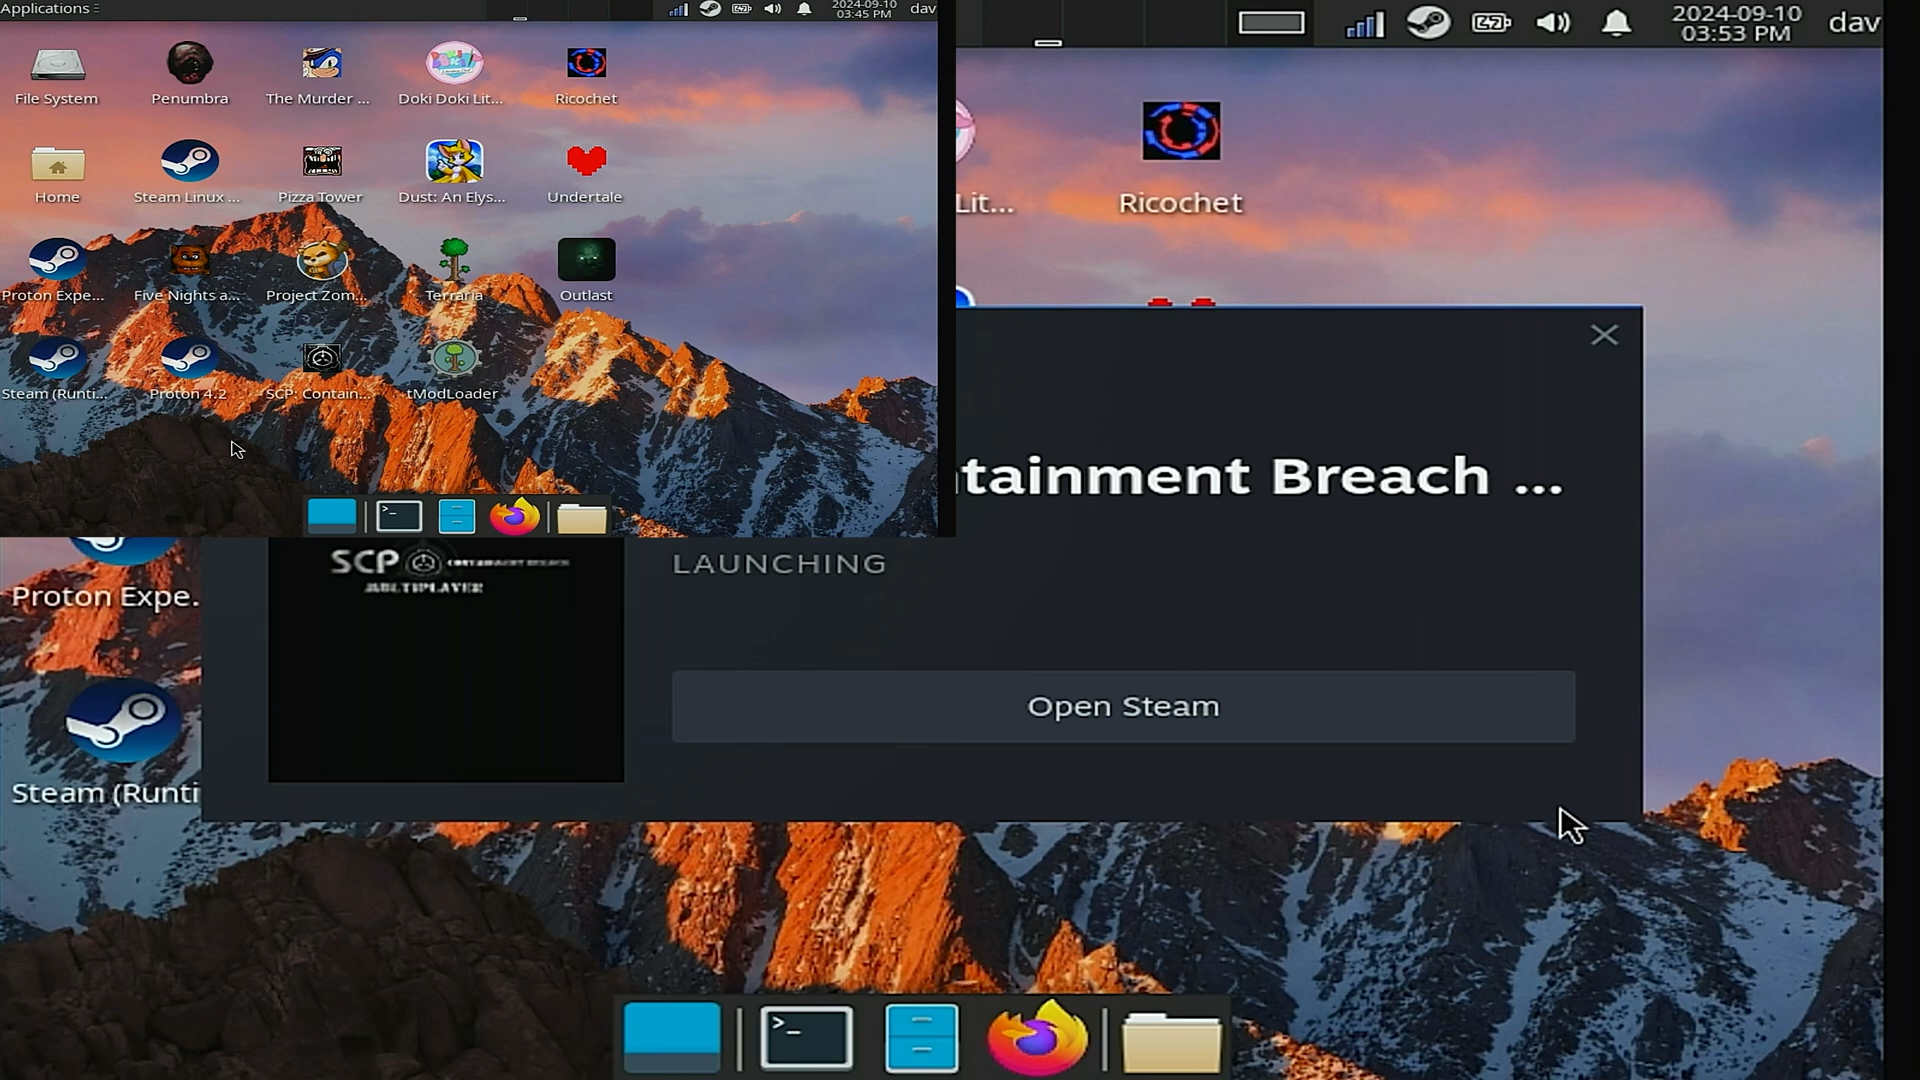 Applications
2024-09-10
03:45 PM
dav
File System
Penumbra
The Murder ...
Doki Doki Lit...
Ricochet
Home
Steam Linux ...
Pizza Tower
Dust: An Elys...
Undertale
Proton Expe...
Five Nights a...
Project Zom...
Terraria
Outlast
Steam (Runti...
Proton 4.2
SCP: Contain...
tModLoader
2024-09-10
03:53 PM
dav
Lit...
Ricochet
tainment Breach ...
SCP CONTAINMENT BREACH
MULTIPLAYER
LAUNCHING
Open Steam
Proton Expe.
Steam (Runti